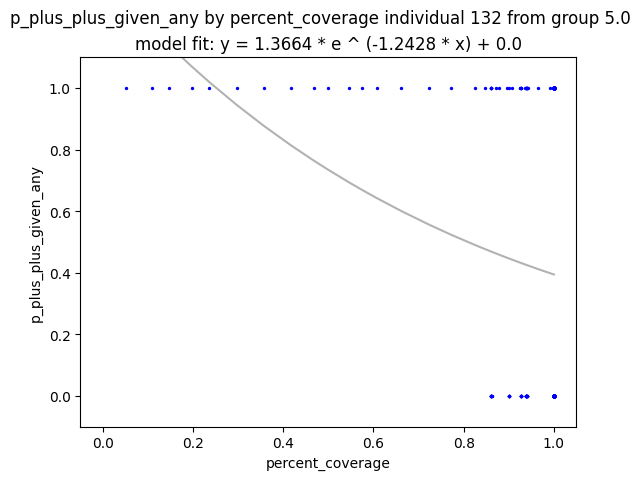 p_plus_plus_given_any by percent_coverage individual 132 from group 5.0
model fit: y = 1.3664 * e ^ (-1.2428 * x) + 0.0
p_plus_plus_given_any
1.0
0.8
0.6
0.4
0.2
0.0
0.0 0.2 0.4 0.6 0.8 1.0
percent_coverage